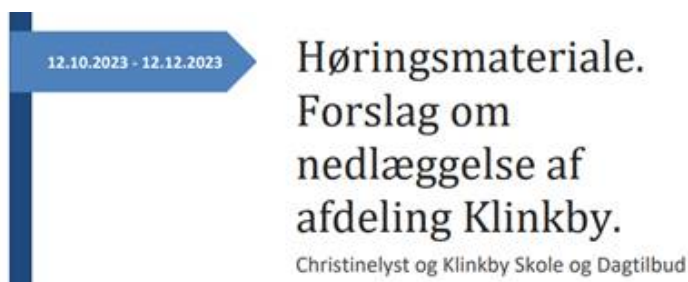 12.10.2023 - 12.12.2023
Høringsmateriale.
Forslag om
nedlæggelse af
afdeling Klinkby.
Christinelyst og Klinkby Skole og Dagtilbud